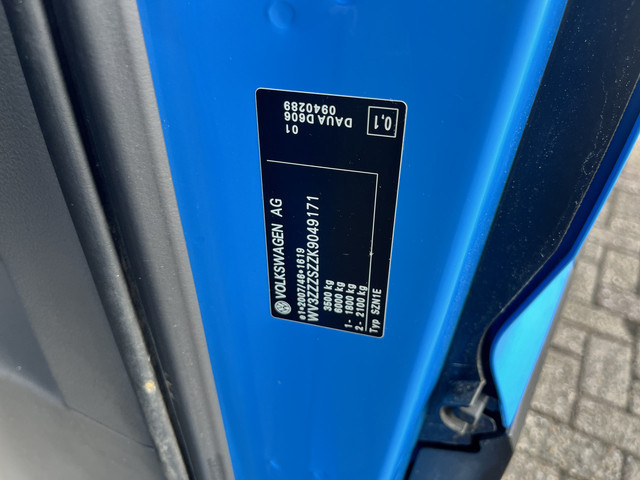 VOLKSWAGEN AG
e1*2007/46*1619
WV3ZZZSZZK9049171
3500 kg
6000 kg
1- 1800 kg
2- 2100 kg
Typ SZN1E
01
DAUA D606
0940289
0,1